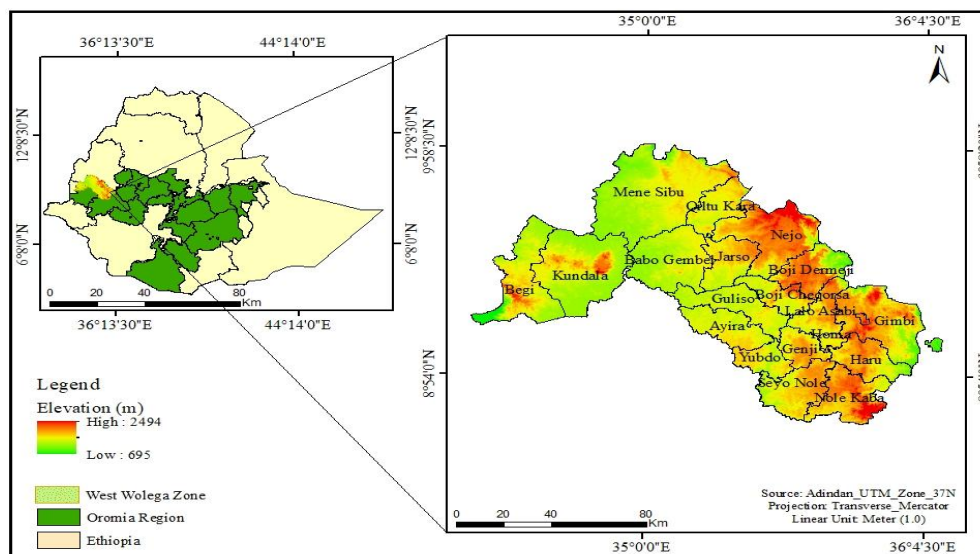 36°13'30"E
44°14'0"E
12°8'30"N
12°8'30"N
6°8'0"N
6°8'0"N
0 20 40 60 80
Km
36°13'30"E
44°14'0"E
Legend
Elevation (m)
High : 2494
Low : 695
West Wolega Zone
Oromia Region
Ethiopia
35°0'0"E
36°4'30"E
N
9°58'30"N
8°54'0"N
Mene Sibu
Qiltu Kara
Nejo
Babo Gembel
Jarso
Kundala
Boji Dermeji
Begi
Guliso
Boji Cheqorsa
Lalo Asabi
Gimbi
Ayira
Homa
Yubdo
Genji
Haru
Seyo Nole
Nole Kaba
Source: Adindan_UTM_Zone_37N
Projection: Transverse_Mercator
Linear Unit: Meter (1.0)
0 20 40 60 80
Km
35°0'0"E
36°4'30"E